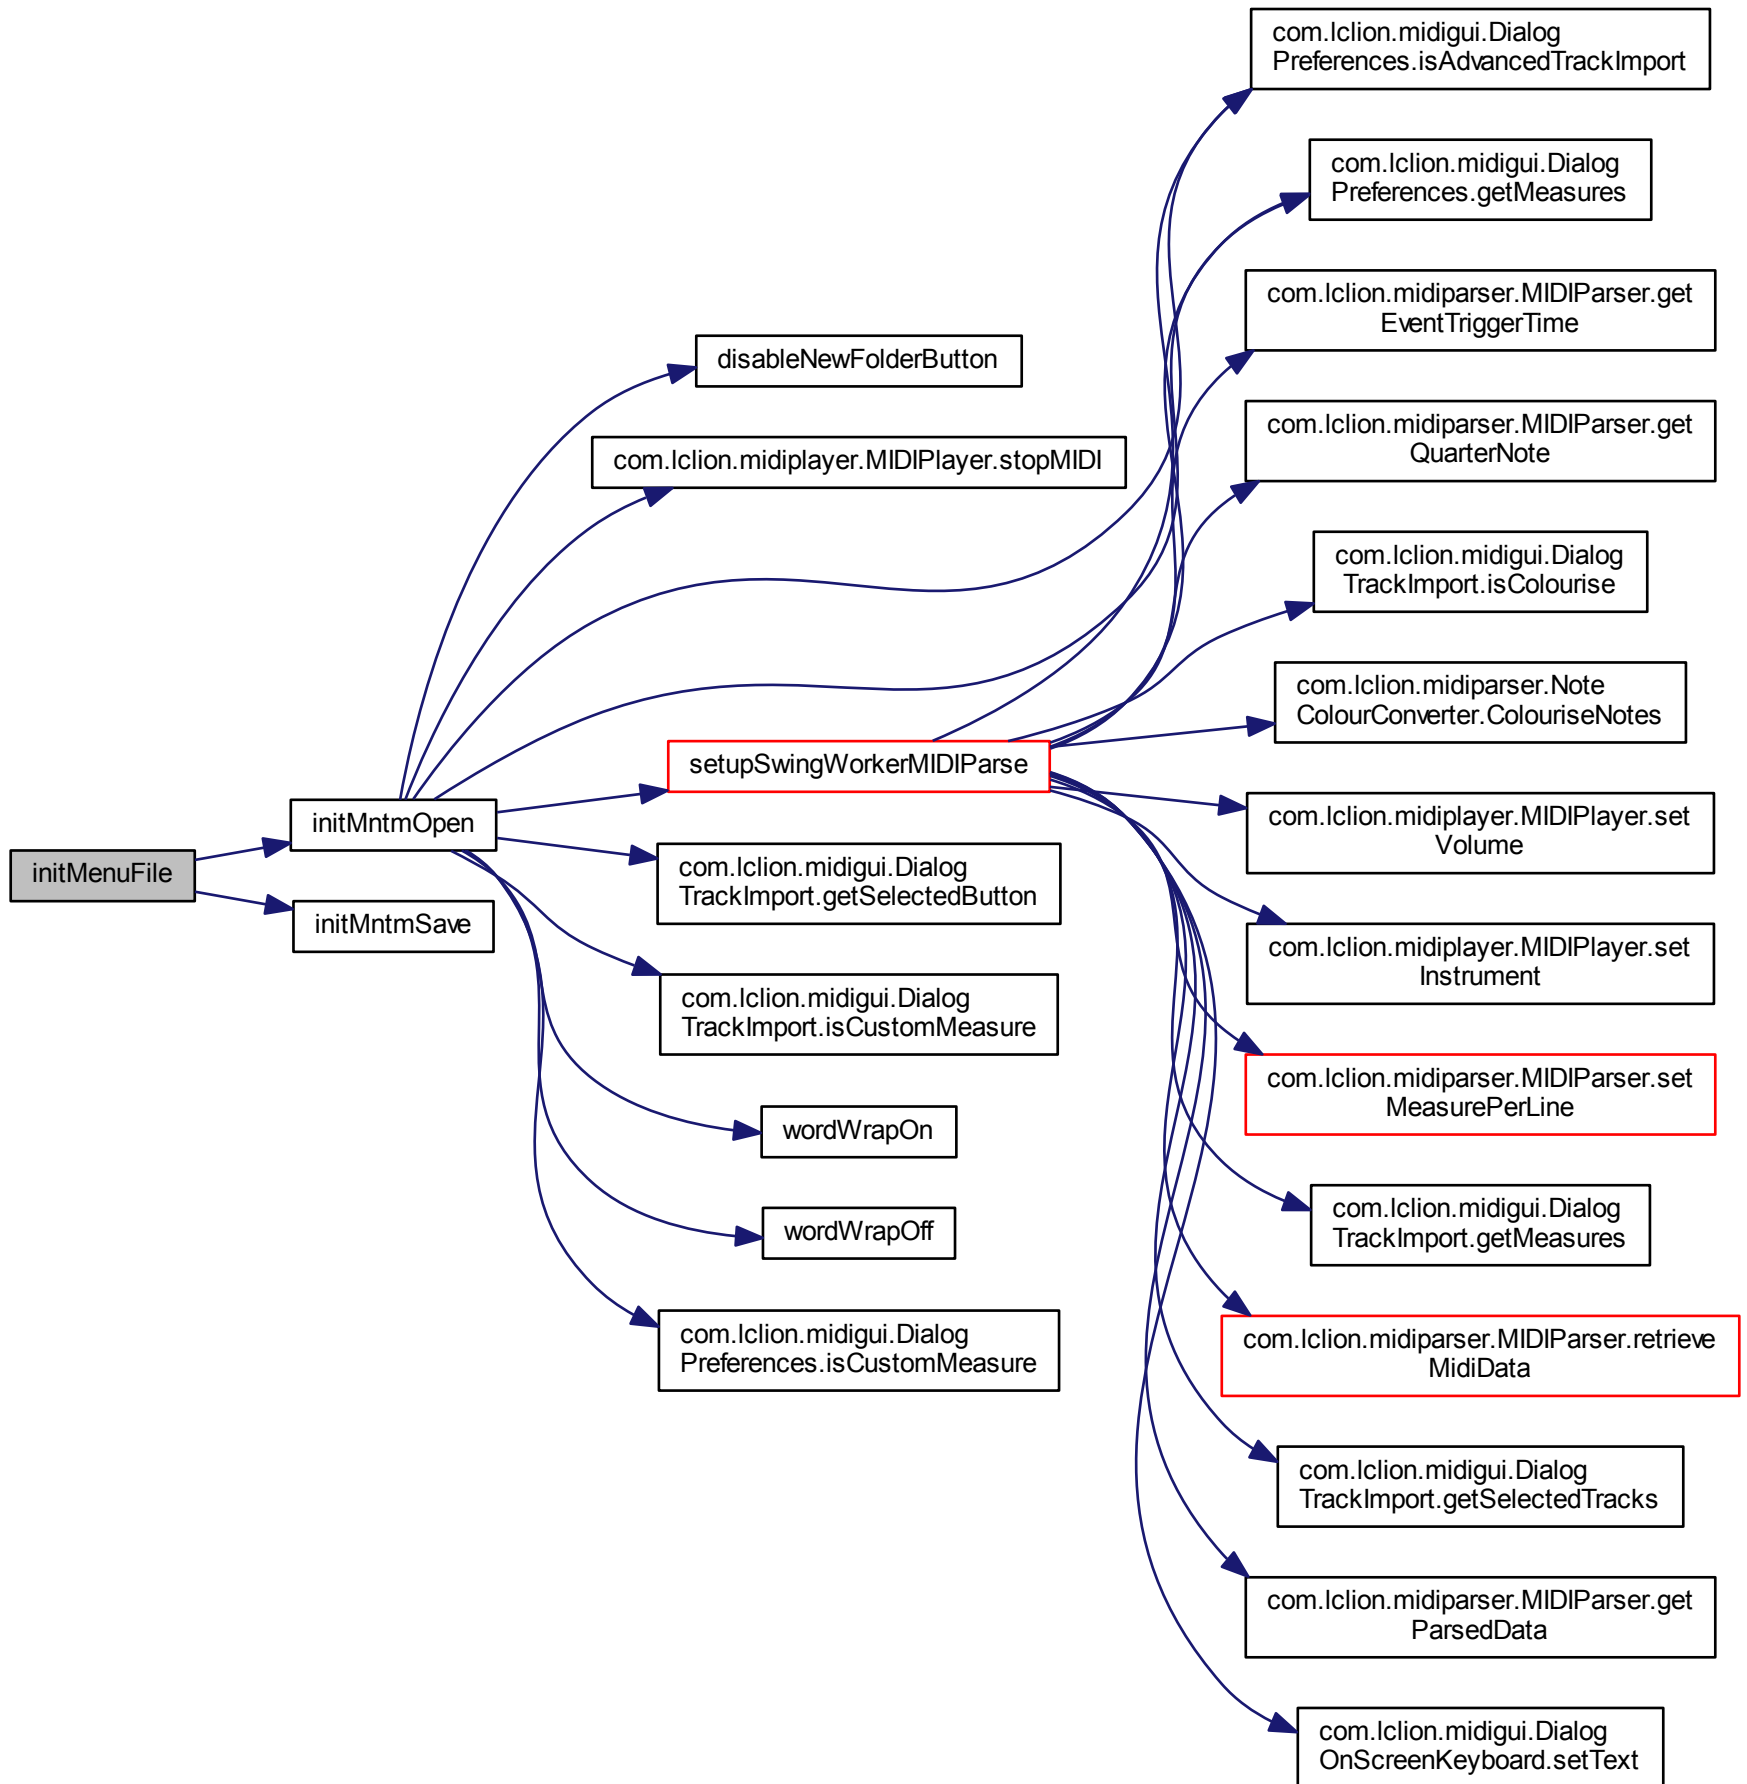 initMenuFile
initMntmOpen
initMntmSave
disableNewFolderButton
com.lclion.midiplayer.MIDIPlayer.stopMIDI
setupSwingWorkerMIDIParse
com.lclion.midigui.Dialog
TrackImport.getSelectedButton
com.lclion.midigui.Dialog
TrackImport.isCustomMeasure
wordWrapOn
wordWrapOff
com.lclion.midigui.Dialog
Preferences.isCustomMeasure
com.lclion.midigui.Dialog
Preferences.isAdvancedTrackImport
com.lclion.midigui.Dialog
Preferences.getMeasures
com.lclion.midiparser.MIDIParser.get
EventTriggerTime
com.lclion.midiparser.MIDIParser.get
QuarterNote
com.lclion.midigui.Dialog
TrackImport.isColourise
com.lclion.midiparser.Note
ColourConverter.ColouriseNotes
com.lclion.midiplayer.MIDIPlayer.set
Volume
com.lclion.midiplayer.MIDIPlayer.set
Instrument
com.lclion.midiparser.MIDIParser.set
MeasurePerLine
com.lclion.midigui.Dialog
TrackImport.getMeasures
com.lclion.midiparser.MIDIParser.retrieve
MidiData
com.lclion.midigui.Dialog
TrackImport.getSelectedTracks
com.lclion.midiparser.MIDIParser.get
ParsedData
com.lclion.midigui.Dialog
OnScreenKeyboard.setText